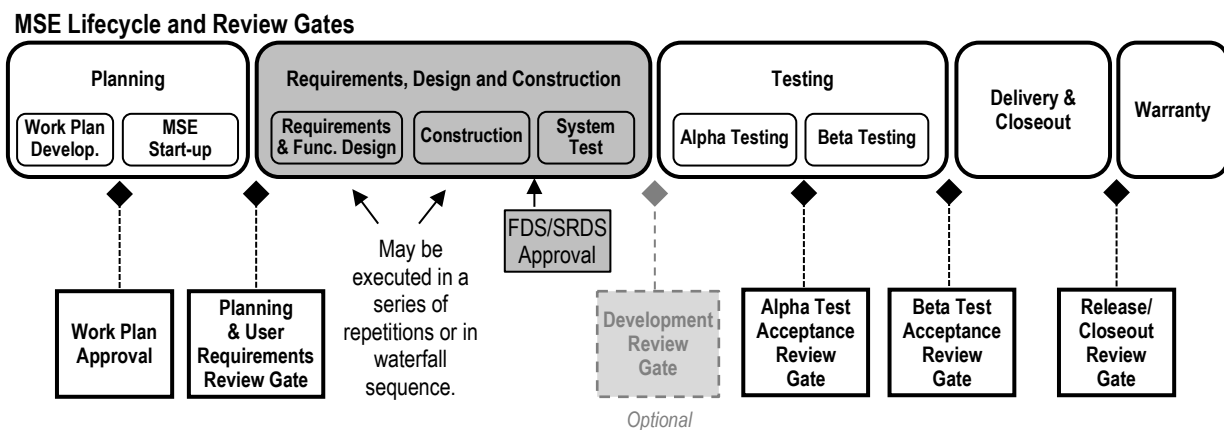 MSE Lifecycle and Review Gates
Planning
Work Plan
Develop.
MSE
Start-up
Requirements, Design and Construction
Requirements
& Func. Design
Construction
System
Test
Testing
Alpha Testing
Beta Testing
Delivery &
Closeout
Warranty
May be
executed in a
series of
repetitions or in
waterfall
sequence.
FDS/SRDS
Approval
Work Plan
Approval
Planning
& User
Requirements
Review Gate
Development
Review
Gate
Optional
Alpha Test
Acceptance
Review
Gate
Beta Test
Acceptance
Review
Gate
Release/
Closeout
Review
Gate